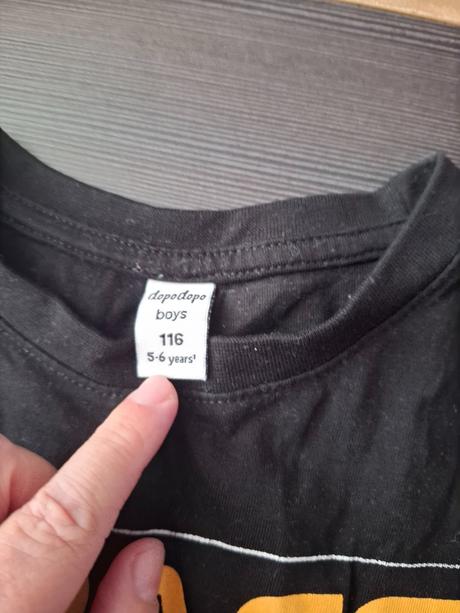 dopodopo
boys
116
5-6 years'